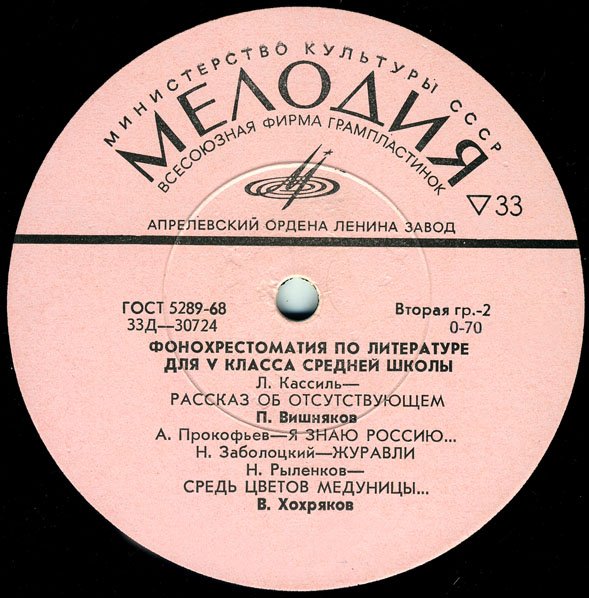 МИНИСТЕРСТВО КУЛЬТУРЫ СССР
МЕЛОДИЯ
ВСЕСОЮЗНАЯ ФИРМА ГРАМПЛАСТИНОК
▽33
АПРЕЛЕВСКИЙ ОРДЕНА ЛЕНИНА ЗАВОД
ГОСТ 5289-68 Вторая гр.-2
33Д—30724 0-70
ФОНОХРЕСТОМАТИЯ ПО ЛИТЕРАТУРЕ
ДЛЯ V КЛАССА СРЕДНЕЙ ШКОЛЫ
Л. Кассиль—
РАССКАЗ ОБ ОТСУТСТВУЮЩЕМ
П. Вишняков
А. Прокофьев—Я ЗНАЮ РОССИЮ...
Н. Заболоцкий—ЖУРАВЛИ
Н. Рыленков—
СРЕДЬ ЦВЕТОВ МЕДУНИЦЫ...
В. Хохряков